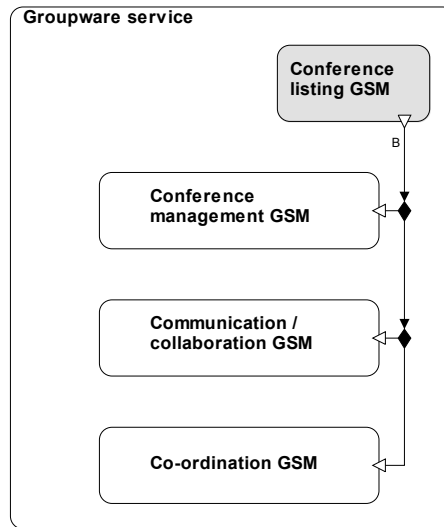 Groupware service
Conference
listing GSM
B
Conference
management GSM
Communication /
collaboration GSM
Co-ordination GSM